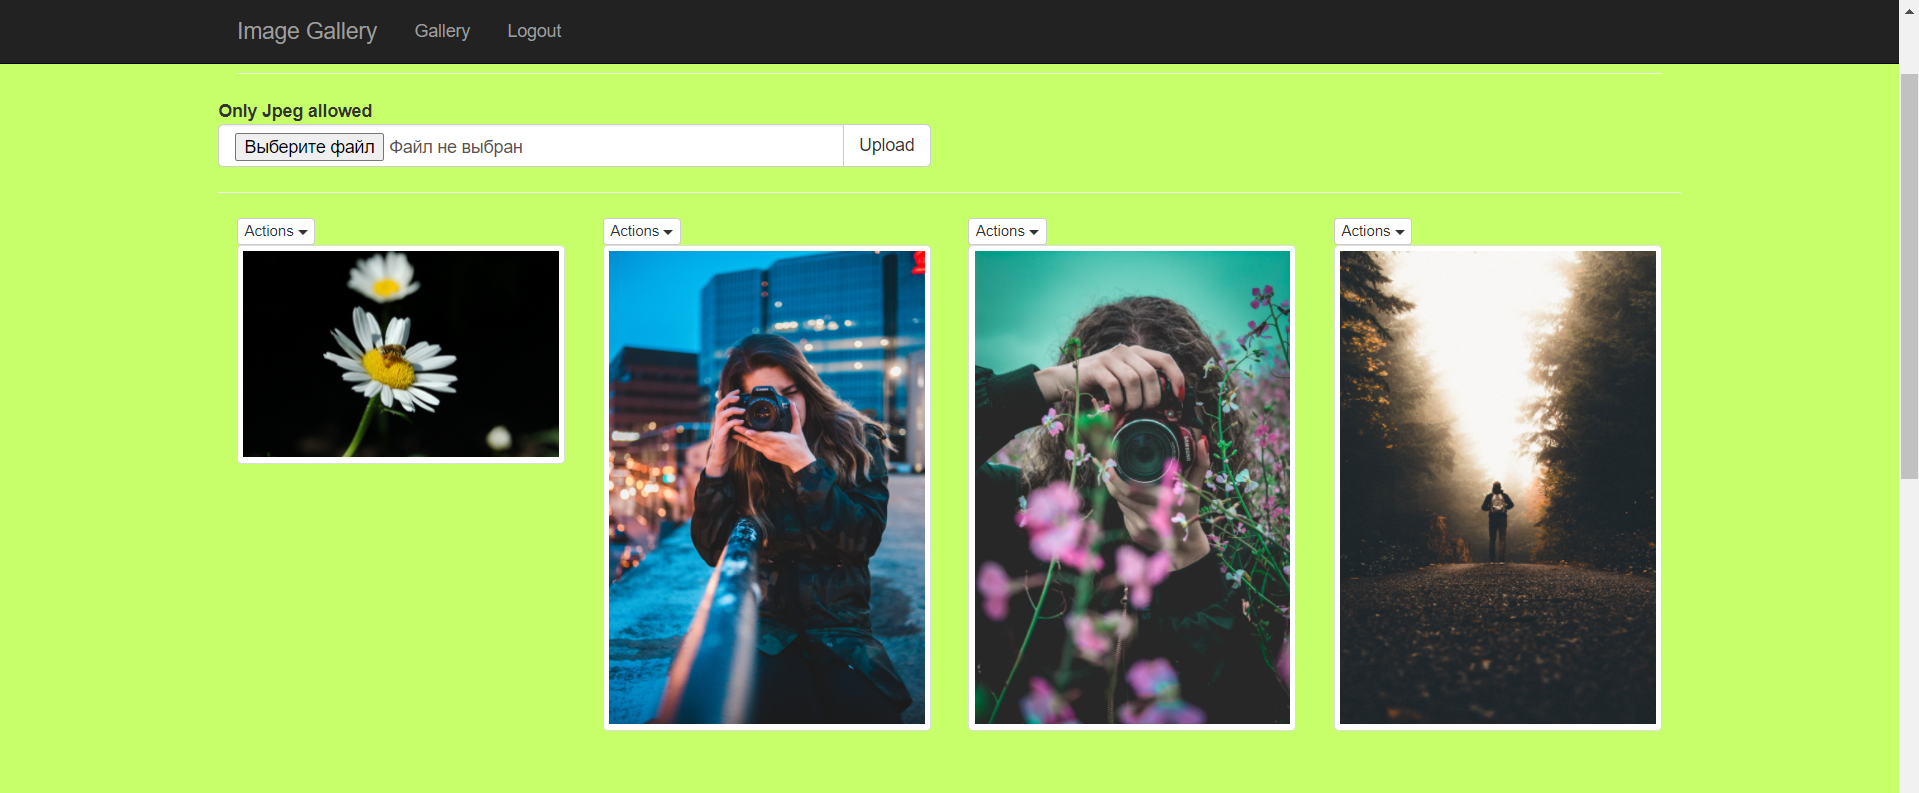 Image Gallery Gallery Logout
Only Jpeg allowed
Выберите файл Файл не выбран Upload
Actions Actions Actions Actions